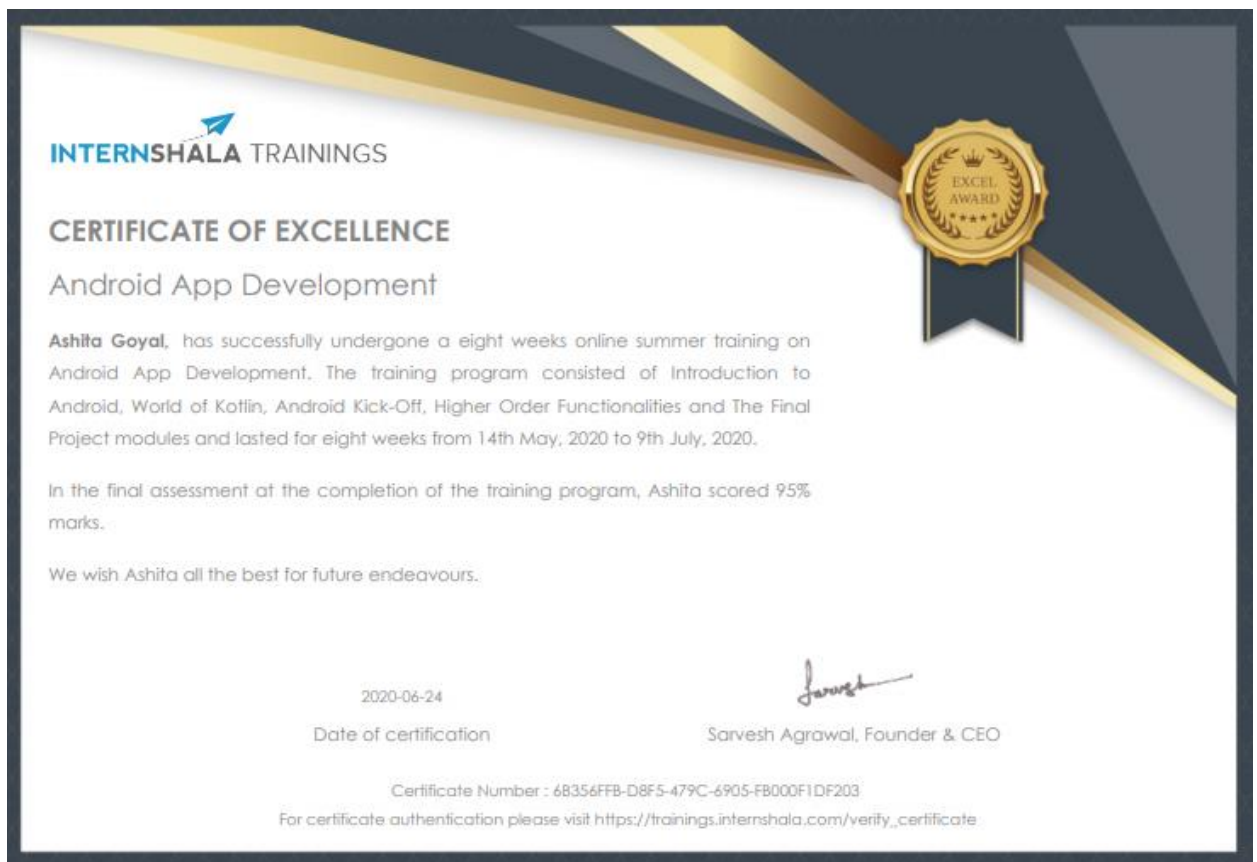 INTERNSHALA TRAININGS
EXCEL
AWARD
CERTIFICATE OF EXCELLENCE
Android App Development
Ashita Goyal, has successfully undergone a eight weeks online summer training on
Android App Development. The training program consisted of Introduction to
Android, World of Kotlin, Android Kick-Off, Higher Order Functionalities and The Final
Project modules and lasted for eight weeks from 14th May, 2020 to 9th July, 2020.
In the final assessment at the completion of the training program, Ashita scored 95%
marks.
We wish Ashita all the best for future endeavours.
2020-06-24
Date of certification
Sarvesh
Sarvesh Agrawal, Founder & CEO
Certificate Number : 6B356FFB-D8F5-479C-6905-FB000F1DF203
For certificate authentication please visit https://trainings.internshala.com/verify_certificate